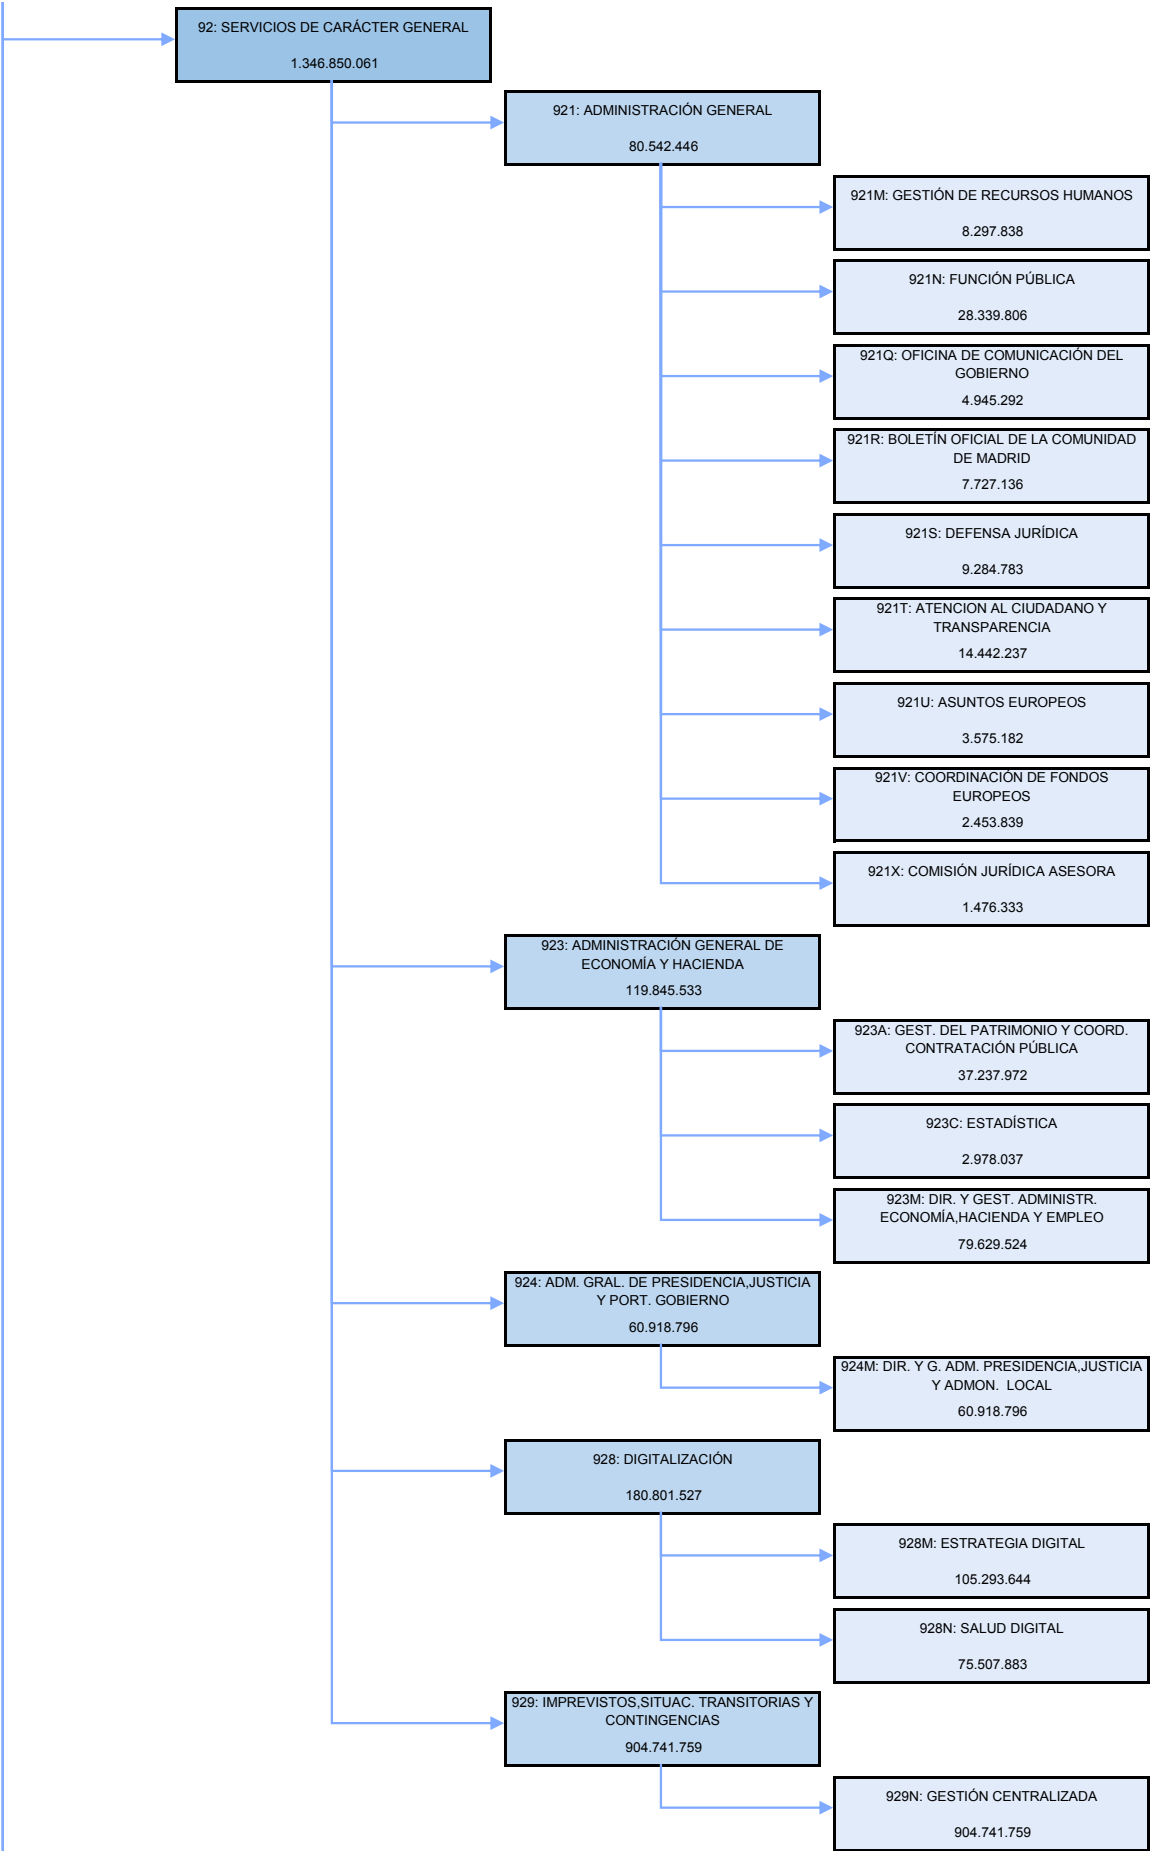 92: SERVICIOS DE CARÁCTER GENERAL
1.346.850.061
921: ADMINISTRACIÓN GENERAL
80.542.446
921M: GESTIÓN DE RECURSOS HUMANOS
8.297.838
921N: FUNCIÓN PÚBLICA
28.339.806
921Q: OFICINA DE COMUNICACIÓN DEL
GOBIERNO
4.945.292
921R: BOLETÍN OFICIAL DE LA COMUNIDAD
DE MADRID
7.727.136
921S: DEFENSA JURÍDICA
9.284.783
921T: ATENCION AL CIUDADANO Y
TRANSPARENCIA
14.442.237
921U: ASUNTOS EUROPEOS
3.575.182
921V: COORDINACIÓN DE FONDOS
EUROPEOS
2.453.839
921X: COMISIÓN JURÍDICA ASESORA
1.476.333
923: ADMINISTRACIÓN GENERAL DE
ECONOMÍA Y HACIENDA
119.845.533
923A: GEST. DEL PATRIMONIO Y COORD.
CONTRATACIÓN PÚBLICA
37.237.972
923C: ESTADÍSTICA
2.978.037
923M: DIR. Y GEST. ADMINISTR.
ECONOMÍA,HACIENDA Y EMPLEO
79.629.524
924: ADM. GRAL. DE PRESIDENCIA,JUSTICIA
Y PORT. GOBIERNO
60.918.796
924M: DIR. Y G. ADM. PRESIDENCIA,JUSTICIA
Y ADMON.  LOCAL
60.918.796
928: DIGITALIZACIÓN
180.801.527
928M: ESTRATEGIA DIGITAL
105.293.644
928N: SALUD DIGITAL
75.507.883
929: IMPREVISTOS,SITUAC. TRANSITORIAS Y
CONTINGENCIAS
904.741.759
929N: GESTIÓN CENTRALIZADA
904.741.759